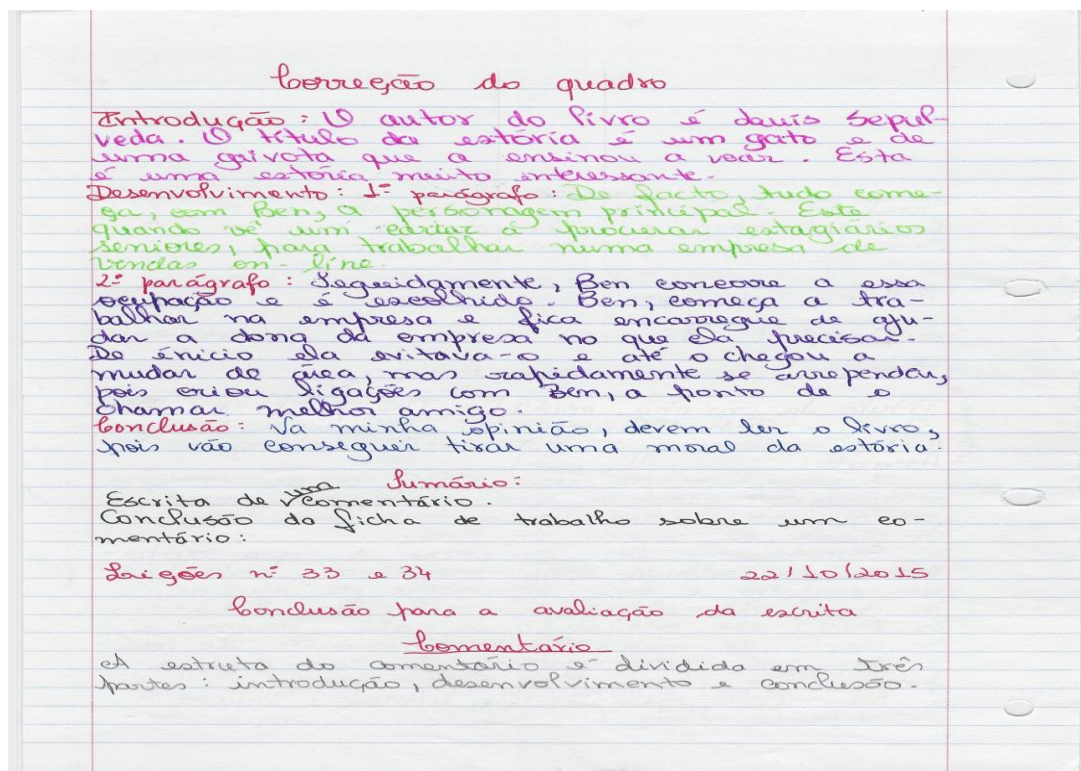 Correção do quadro
Introdução: O autor do livro é Luís Sepul-
veda. O título da estória é um gato e de
uma gaivota que a ensinou a voar. Esta
é uma estória muito interessante.
Desenvolvimento: 1º parágrafo: De facto, tudo come-
ça, com Ben, a personagem principal. Este
quando vê um cartaz a procurar estagiários
seniores, para trabalhar numa empresa de
vendas on-line.
2º parágrafo: Seguidamente, Ben concorre a essa
ocupação e é escolhido. Ben, começa a tra-
balhar na empresa e fica encarregue de aju-
dar a dona da empresa no que ela precisar.
De ínicio ela evitava-o e até o chegou a
mudar de área, mas rapidamente se arrependeu,
pois criou ligações com Ben, a ponto de o
chamar melhor amigo.
Conclusão: Na minha opinião, devem ler o livro,
pois vão conseguir tirar uma moral da estória.
Sumário:
Escrita de um comentário.
Conclusão da ficha de trabalho sobre um co-
mentário:
Lições nº 33 e 34 22/10/2015
Conclusão para a avaliação da escrita
Comentário
A estruta do comentário é dividida em três
partes: introdução, desenvolvimento e conclusão.